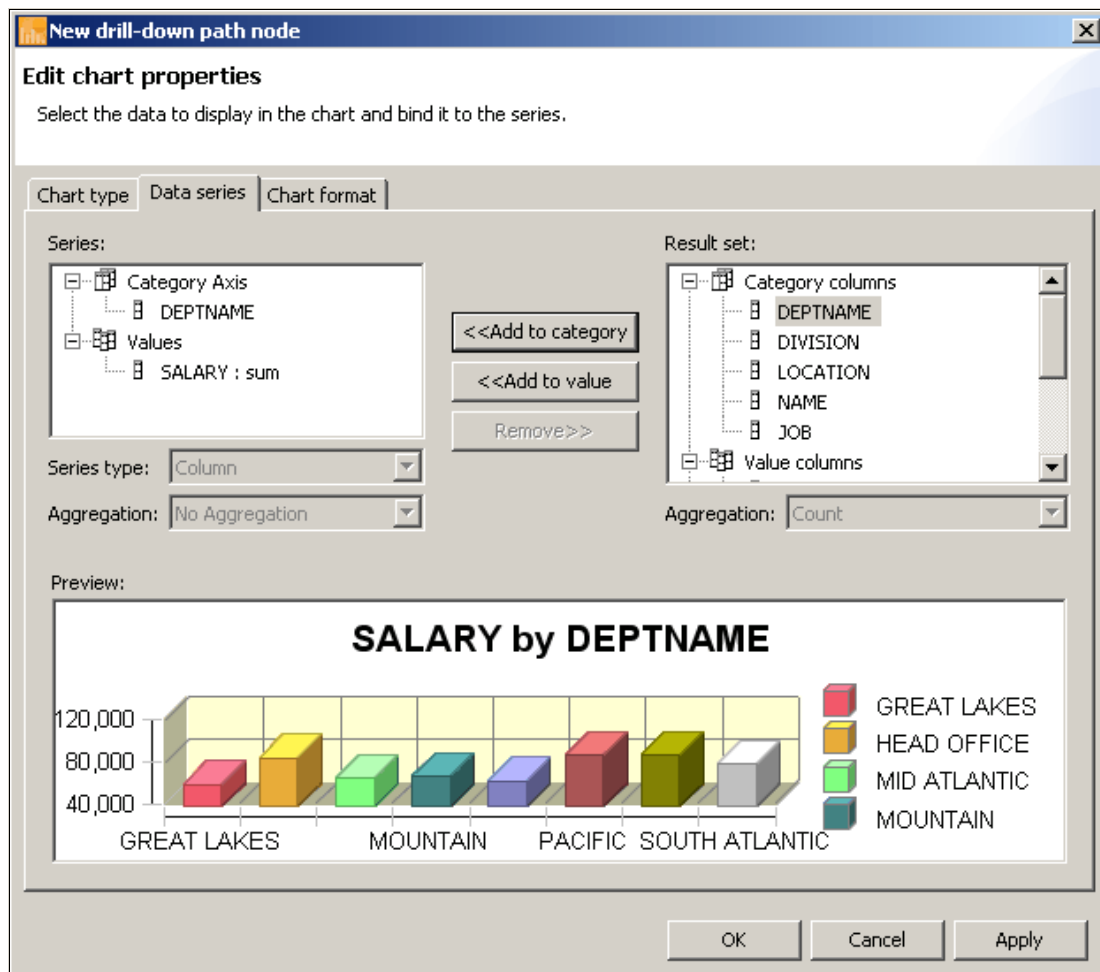 New drill-down path node
Edit chart properties
Select the data to display in the chart and bind it to the series.
Chart type Data series Chart format
Series:
Category Axis
DEPTNAME
Values
SALARY : sum
Series type: Column
Aggregation: No Aggregation
<<Add to category
<<Add to value
Remove>>
Result set:
Category columns
DEPTNAME
DIVISION
LOCATION
NAME
JOB
Value columns
Aggregation: Count
Preview:
SALARY by DEPTNAME
120,000
80,000
40,000
GREAT LAKES MOUNTAIN PACIFIC SOUTH ATLANTIC
GREAT LAKES
HEAD OFFICE
MID ATLANTIC
MOUNTAIN
OK Cancel Apply